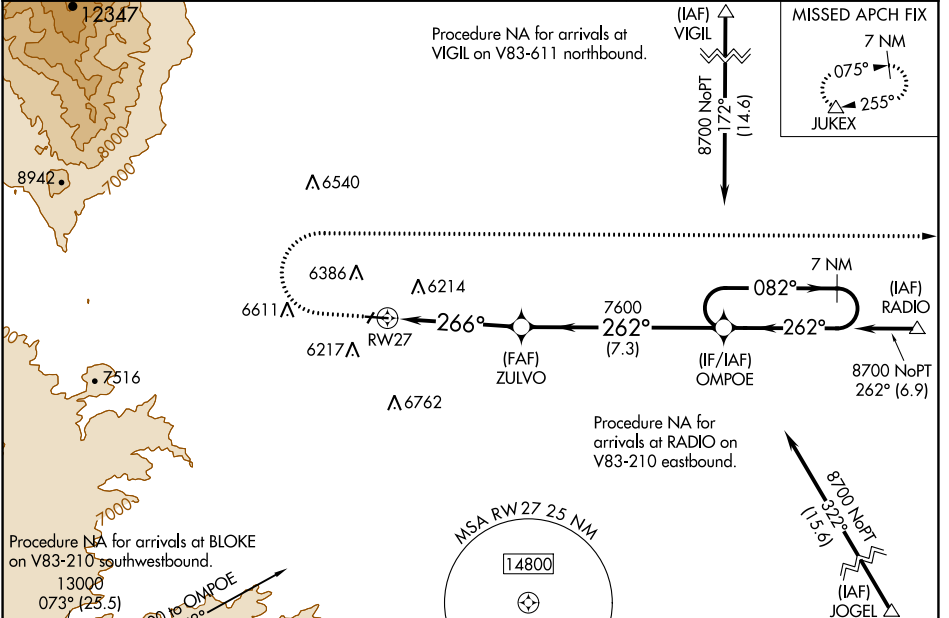 12347
8000
7000
8942
Procedure NA for arrivals at
VIGIL on V83-611 northbound.
(IAF)
VIGIL
8700 NoPT
172°
(14.6)
MISSED APCH FIX
7 NM
075°
255°
JUKEX
6540
6386
6214
6611
6217
RW27
266°
(FAF)
ZULVO
7600
262°
(7.3)
(IF/IAF)
OMPOE
082°
7 NM
262°
(IAF)
RADIO
8700 NoPT
262° (6.9)
7516
6762
Procedure NA for
arrivals at RADIO on
V83-210 eastbound.
7000
Procedure NA for arrivals at BLOKE
on V83-210 southwestbound.
13000
073° (25.5)
to OMPOE
MSA RW 27 25 NM
14800
8700 NoPT
322°
(15.6)
(IAF)
JOGEL